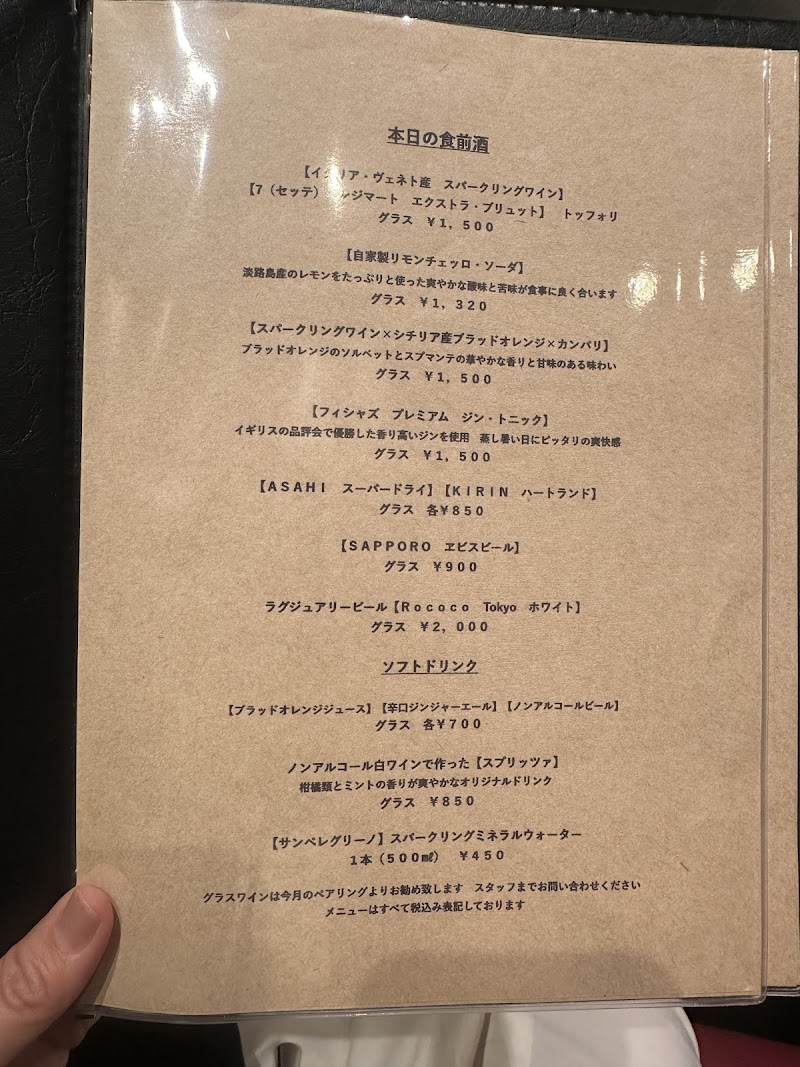 本日の食前酒
【イ リア・ヴェネト産　スパークリングワイン】
【7（セッテ）　 ジマート　エクストラ・ブリュット】　トッフォリ
グラス　￥1，500
【自家製リモンチェッロ・ソーダ】
淡路島産のレモンをたっぷりと使った爽やかな酸味と苦味が食事に良く合います
グラス　￥1，320
【スパークリングワイン×シチリア産ブラッドオレンジ×カンパリ】
ブラッドオレンジのソルベットとスプマンテの華やかな香りと甘味のある味わい
グラス　￥1，500
【フィシャズ　プレミアム　ジン・トニック】
イギリスの品評会で優勝した香り高いジンを使用　蒸し暑い日にピッタリの爽快感
グラス　￥1，500
【ASAHI　スーパードライ】【KIRIN　ハートランド】
グラス　各￥850
【SAPPORO　ヱビスビール】
グラス　￥900
ラグジュアリービール【Rococo　Tokyo　ホワイト】
グラス　￥2，000
ソフトドリンク
【ブラッドオレンジジュース】【辛口ジンジャーエール】【ノンアルコールビール】
グラス　各￥700
ノンアルコール白ワインで作った【スプリッツァ】
柑橘類とミントの香りが爽やかなオリジナルドリンク
グラス　￥850
【サンペレグリーノ】スパークリングミネラルウォーター
1本（500㎖）　￥450
グラスワインは今月のペアリングよりお勧め致します　スタッフまでお問い合わせください
メニューはすべて税込み表記しております